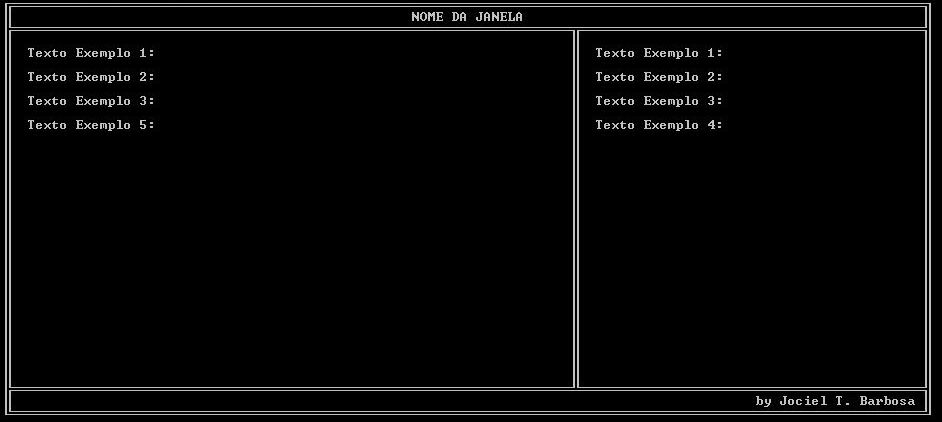 NOME DA JANELA
Texto Exemplo 1:
Texto Exemplo 2:
Texto Exemplo 3:
Texto Exemplo 5:
Texto Exemplo 1:
Texto Exemplo 2:
Texto Exemplo 3:
Texto Exemplo 4:
by Jociel T. Barbosa